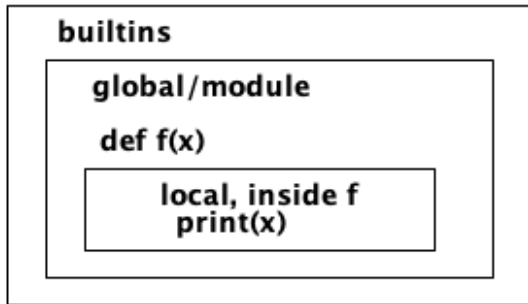 builtins
global/module
def f(x)
local, inside f
print(x)